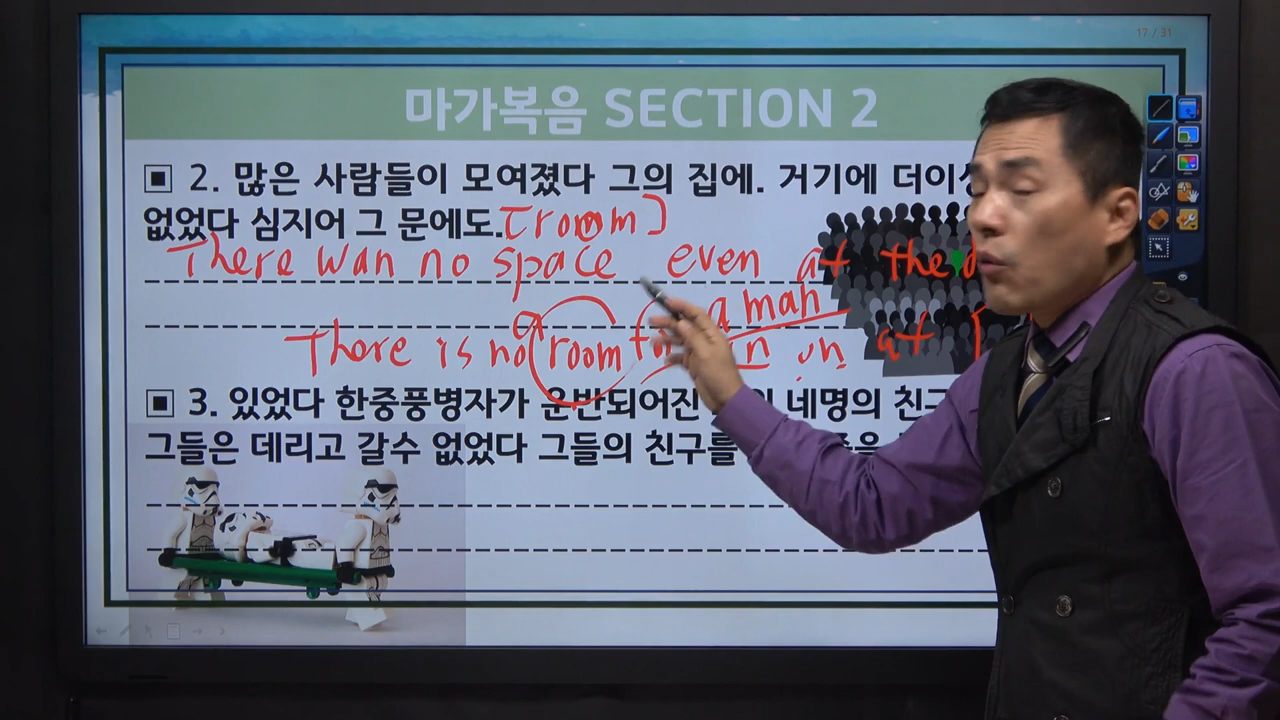 17 / 31
마가복음 SECTION 2
▣ 2. 많은 사람들이 모여졌다 그의 집에. 거기에
없었다 심지어 그 문에도. [room]
There wan no space even at the
a man
There is no room for in on at
▣ 3. 있었다 한중풍병자가 운반되어진 네명의
그들은 데리고 갈수 없었다 그들의 친구를